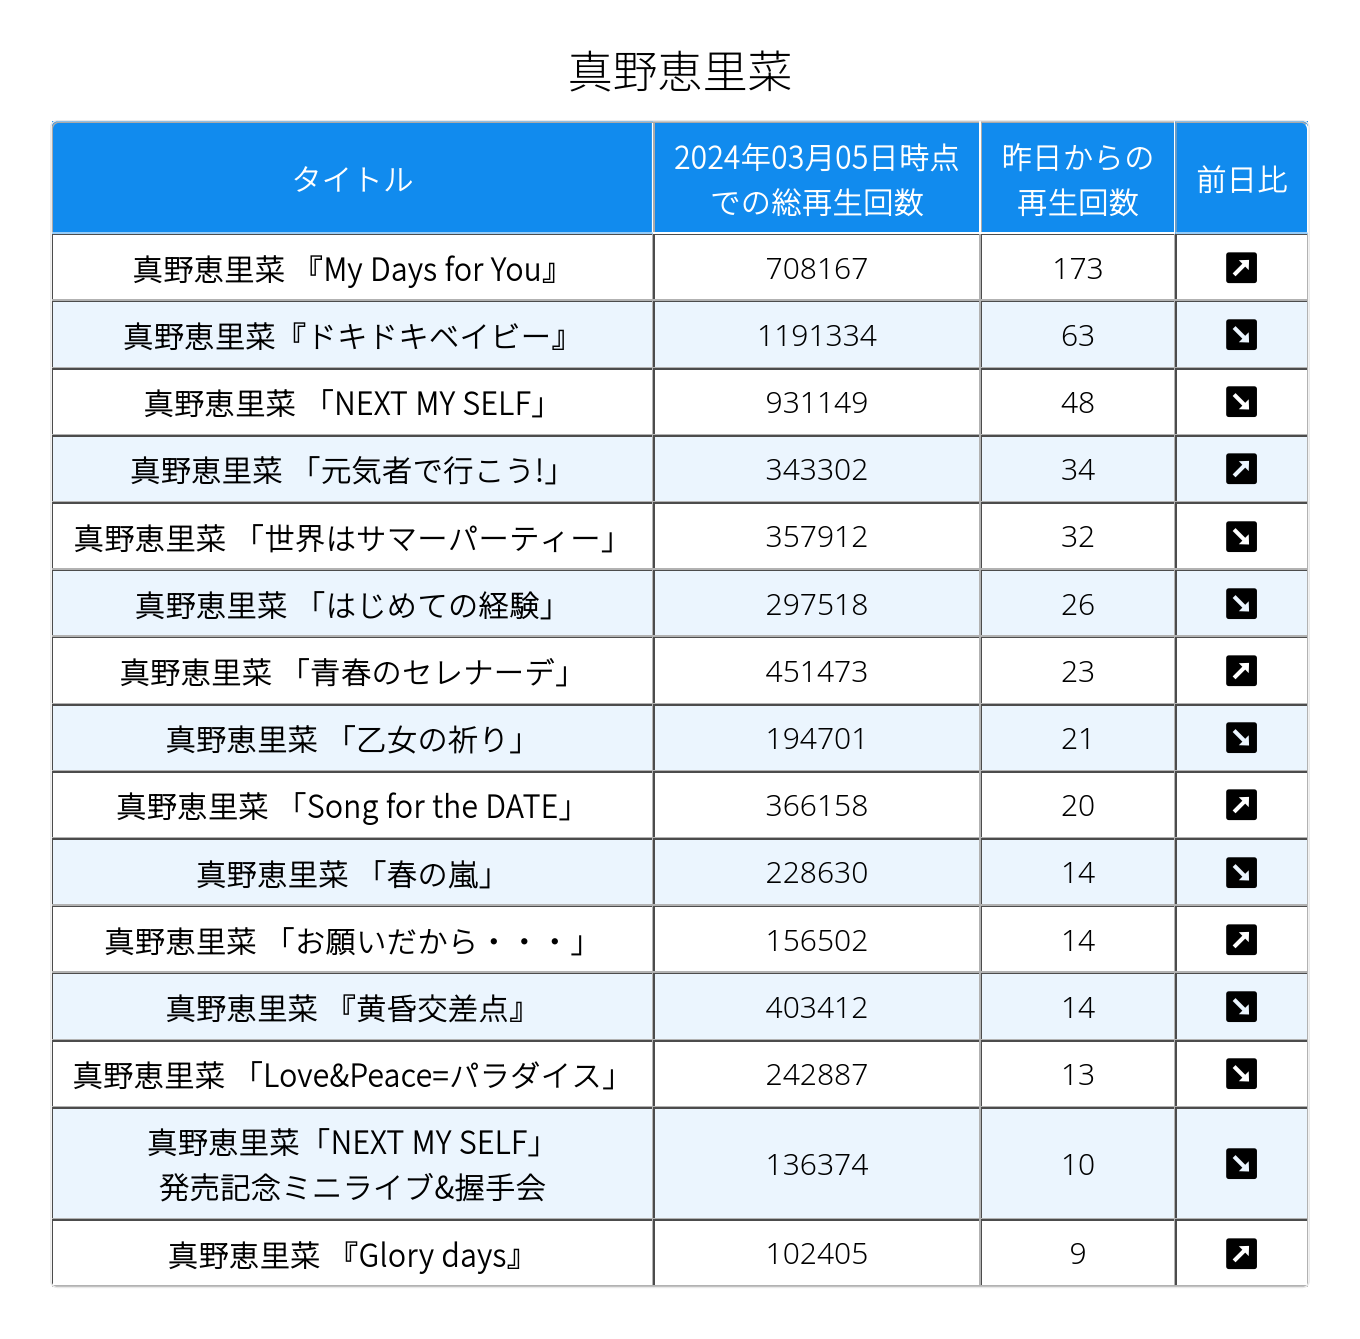 真野恵里菜
タイトル
2024年03月05日時点
での総再生回数
昨日からの
再生回数
前日比
真野恵里菜 『My Days for You』 708167 173
真野恵里菜『ドキドキベイビー』 1191334 63
真野恵里菜 「NEXT MY SELF」 931149 48
真野恵里菜 「元気者で行こう!」 343302 34
真野恵里菜 「世界はサマーパーティー」 357912 32
真野恵里菜 「はじめての経験」 297518 26
真野恵里菜 「青春のセレナーデ」 451473 23
真野恵里菜 「乙女の祈り」 194701 21
真野恵里菜 「Song for the DATE」 366158 20
真野恵里菜 「春の嵐」 228630 14
真野恵里菜 「お願いだから・・・」 156502 14
真野恵里菜 『黄昏交差点』 403412 14
真野恵里菜 「Love&Peace=パラダイス」 242887 13
真野恵里菜「NEXT MY SELF」
発売記念ミニライブ&握手会 136374 10
真野恵里菜 『Glory days』 102405 9